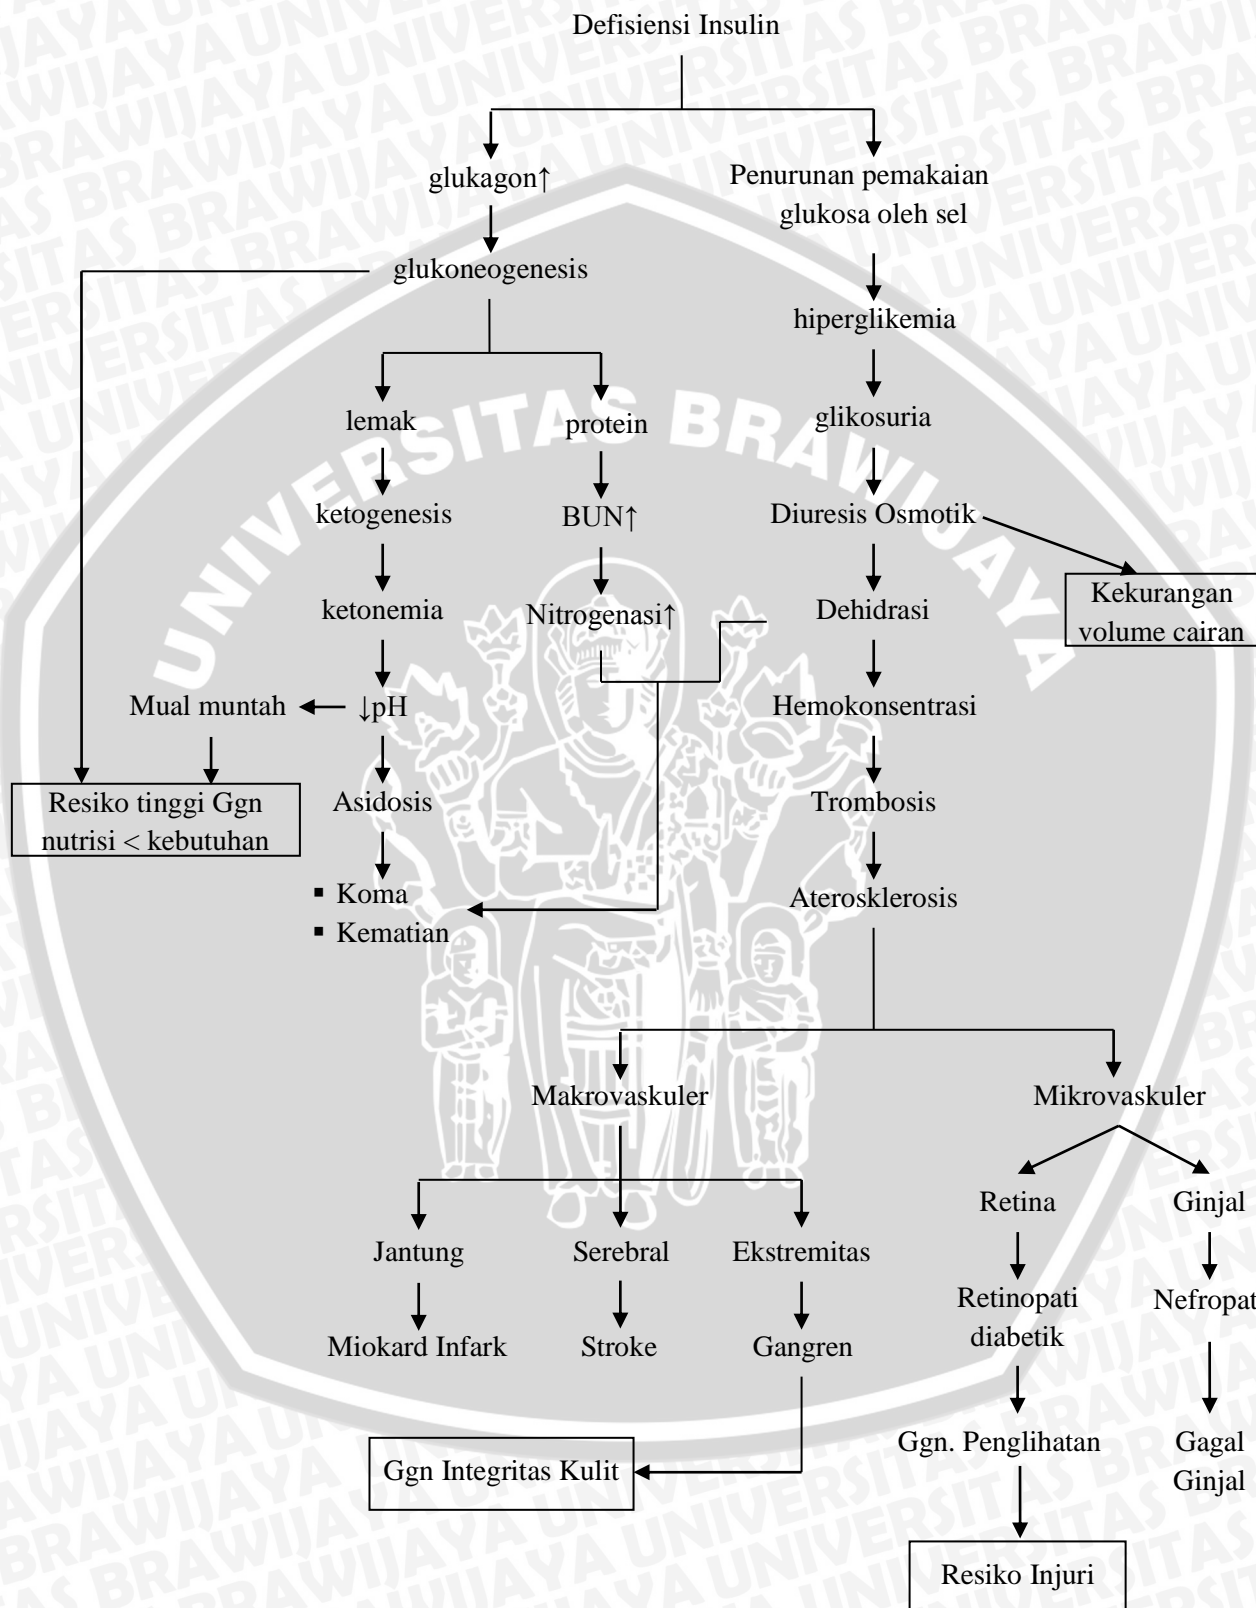 Defisiensi Insulin
glukagon↑
Penurunan pemakaian
glukosa oleh sel
glukoneogenesis
hiperglikemia
lemak
protein
glikosuria
ketogenesis
BUN↑
Diuresis Osmotik
ketonemia
Nitrogenasi↑
Dehidrasi
Kekurangan
volume cairan
Mual muntah
↓pH
Hemokonsentrasi
Resiko tinggi Ggn
nutrisi < kebutuhan
Asidosis
Trombosis
▪ Koma
▪ Kematian
Aterosklerosis
Makrovaskuler
Mikrovaskuler
Retina
Ginjal
Jantung
Serebral
Ekstremitas
Retinopati
diabetik
Nefropat
Miokard Infark
Stroke
Gangren
Ggn. Penglihatan
Gagal
Ginjal
Ggn Integritas Kulit
Resiko Injuri
UNIVERSITAS BRAWIJAYA